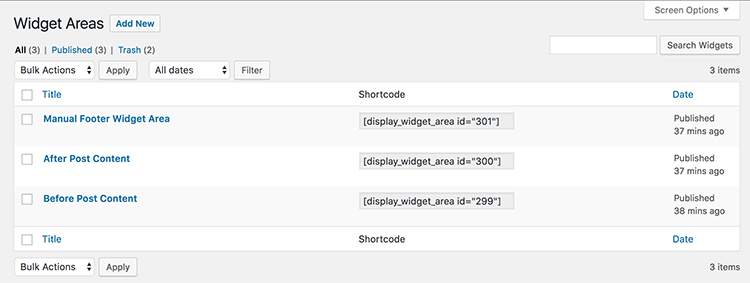 Screen Options ▼
Widget Areas Add New
All (3) | Published (3) | Trash (2)
Search Widgets
Bulk Actions Apply All dates Filter 3 items
Title Shortcode Date
Manual Footer Widget Area [display_widget_area id="301"] Published
37 mins ago
After Post Content [display_widget_area id="300"] Published
37 mins ago
Before Post Content [display_widget_area id="299"] Published
38 mins ago
Title Shortcode Date
Bulk Actions Apply 3 items